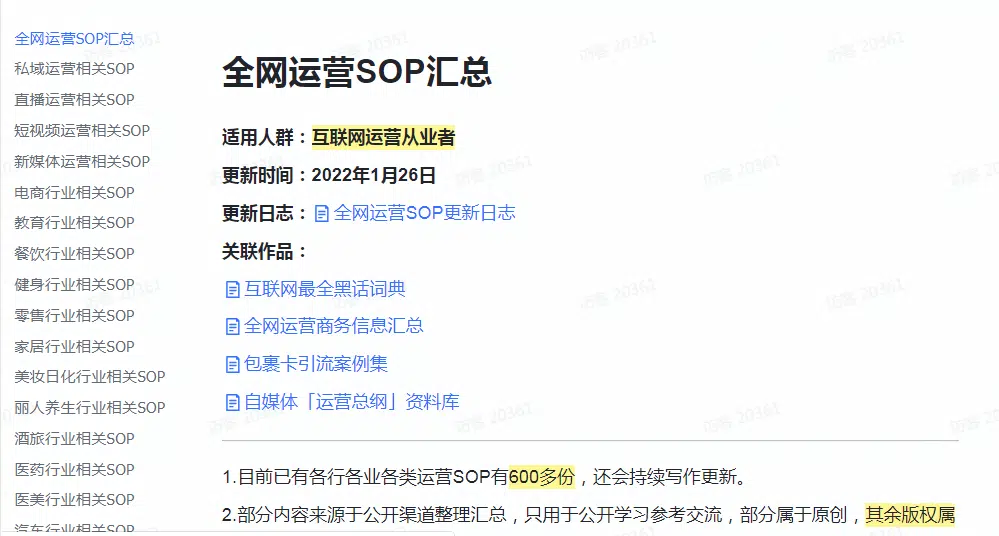 全网运营SOP汇总
私域运营相关SOP
直播运营相关SOP
短视频运营相关SOP
新媒体运营相关SOP
电商行业相关SOP
教育行业相关SOP
餐饮行业相关SOP
健身行业相关SOP
零售行业相关SOP
家居行业相关SOP
美妆日化行业相关SOP
丽人养生行业相关SOP
酒旅行业相关SOP
医药行业相关SOP
医美行业相关SOP
汽车行业相关SOP
全网运营SOP汇总
适用人群：互联网运营从业者
更新时间：2022年1月26日
更新日志：全网运营SOP更新日志
关联作品：
互联网最全黑话词典
全网运营商务信息汇总
包裹卡引流案例集
自媒体「运营总纲」资料库
1.目前已有各行各业各类运营SOP有600多份，还会持续写作更新。
2.部分内容来源于公开渠道整理汇总，只用于公开学习参考交流，部分属于原创，其余版权属
访客 20361